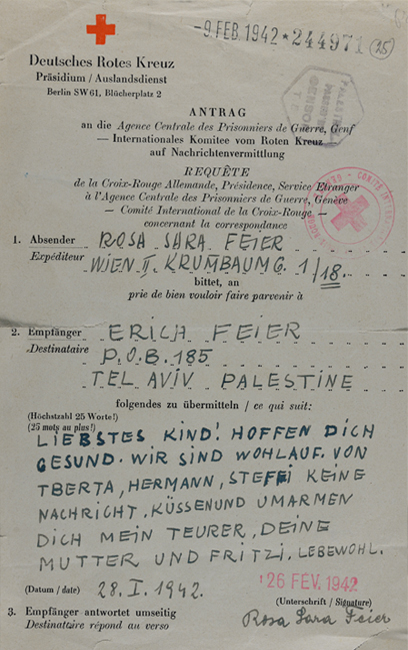 -9. FEB. 1942 *244971 (35)
Deutsches Rotes Kreuz
Präsidium / Auslandsdienst
Berlin SW 61, Blücherplatz 2
PALESTINE
CENSOR
ANTRAG
an die Agence Centrale des Prisonniers de Guerre, Genf
— Internationales Komitee vom Roten Kreuz —
auf Nachrichtenvermittlung
REQUÊTE
de la Croix-Rouge Allemande, Présidence, Service Etranger
à l'Agence Centrale des Prisonniers de Guerre, Genève
— Comité International de la Croix-Rouge —
concernant la correspondance
1. Absender ROSA SARA FEIER
Expéditeur WIEN II. KRUMBAUMG. 1/18.
bittet, an
prie de bien vouloir faire parvenir à
2. Empfänger ERICH FEIER
Destinataire P.O.B. 185
TEL AVIV PALESTINE
folgendes zu übermitteln / ce qui suit:
(Höchstzahl 25 Worte!)
(25 mots au plus!)
LIEBSTES KIND! HOFFEN DICH
GESUND. WIR SIND WOHLAUF. VON
TBERTA, HERMANN, STEFFI KEINE
NACHRICHT. KÜSSEN UND UMARMEN
DICH MEIN TEURER, DEINE
MUTTER UND FRITZI. LEBEWOHL.
(Datum / date) 28. I. 1942.
26 FEV. 1942
(Unterschrift / Signature)
3. Empfänger antwortet umseitig
Destinataire répond au verso
Rosa Sara Feier